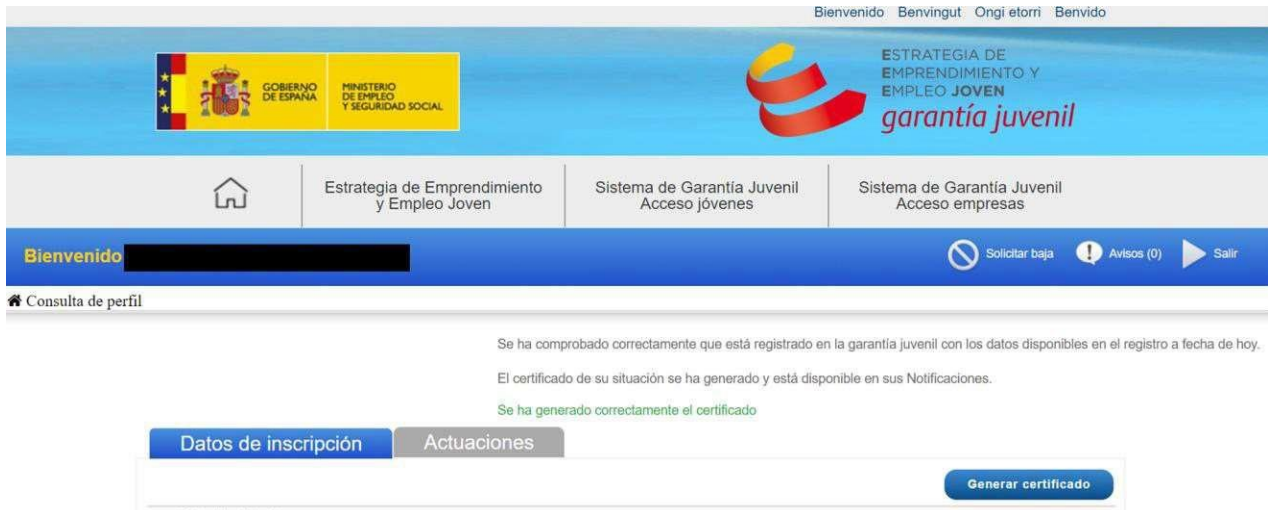 Bienvenido Benvingut Ongi etorri Benvido
GOBIERNO
DE ESPAÑA
MINISTERIO
DE EMPLEO
Y SEGURIDAD SOCIAL
ESTRATEGIA DE
EMPRENDIMIENTO Y
EMPLEO JOVEN
garantía juvenil
Estrategia de Emprendimiento
y Empleo Joven
Sistema de Garantía Juvenil
Acceso jóvenes
Sistema de Garantía Juvenil
Acceso empresas
Bienvenido
Solicitar baja
Avisos (0)
Salir
Consulta de perfil
Se ha comprobado correctamente que está registrado en la garantía juvenil con los datos disponibles en el registro a fecha de hoy.
El certificado de su situación se ha generado y está disponible en sus Notificaciones.
Se ha generado correctamente el certificado
Datos de inscripción
Actuaciones
Generar certificado